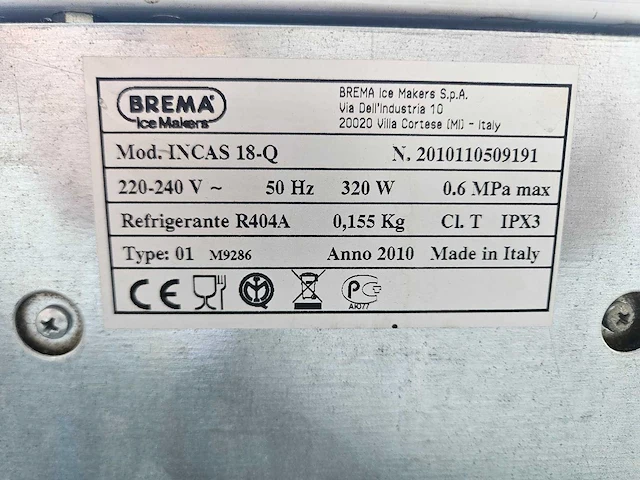 BREMA
Ice Makers
BREMA Ice Makers S.p.A.
Via Dell'Industria 10
20020 Villa Cortese (MI) - Italy
Mod. INCAS 18-Q N. 2010110509191
220-240 V ~ 50 Hz 320 W 0.6 MPa max
Refrigerante R404A 0,155 Kg Cl. T IPX3
Type: 01 M9286 Anno 2010 Made in Italy
CE